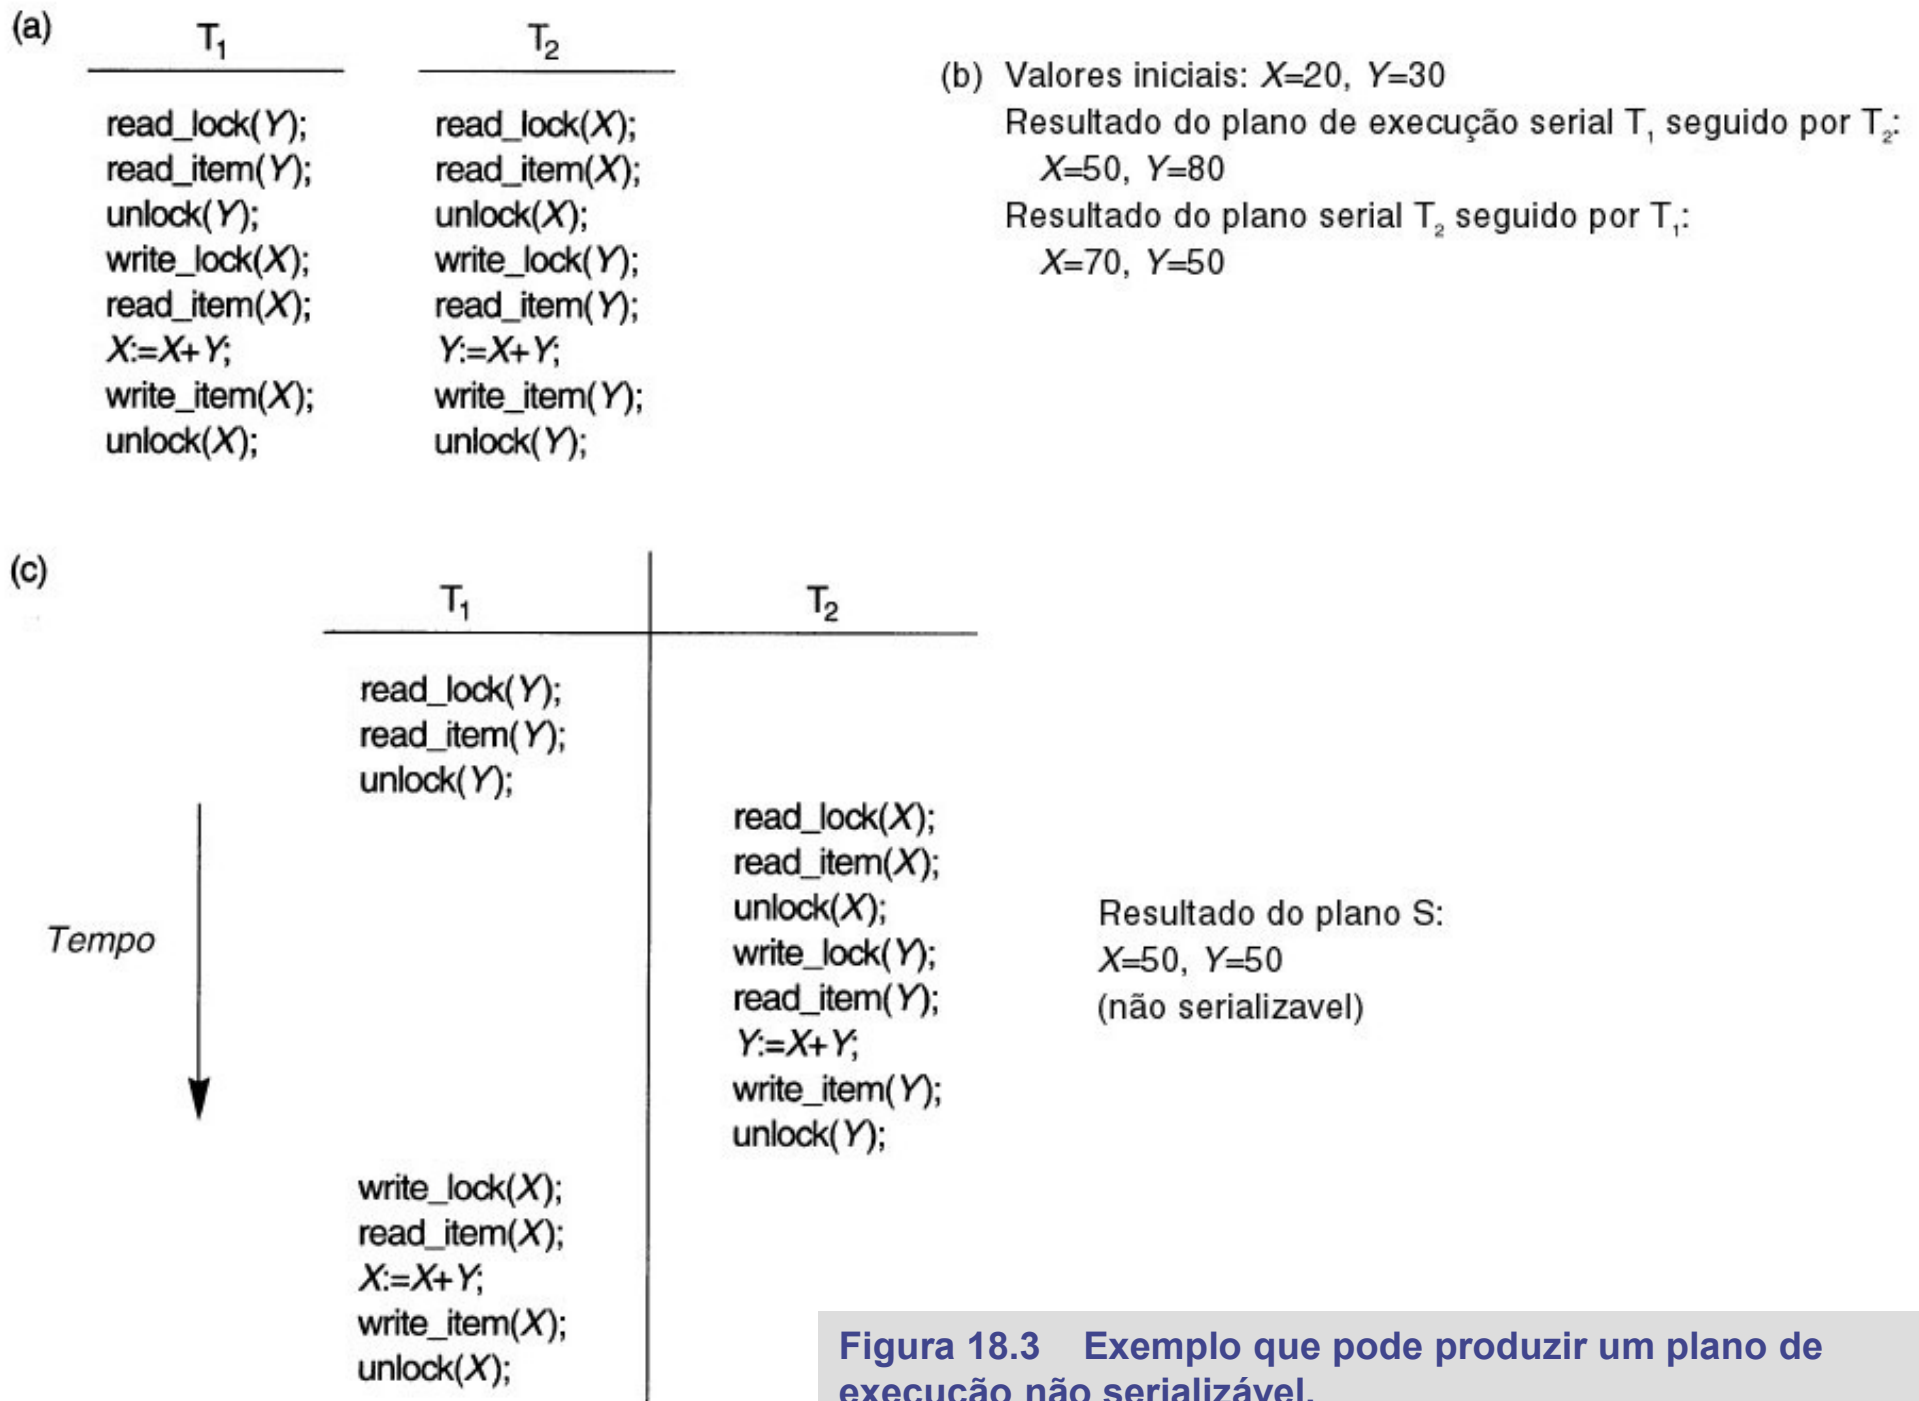 (a)
T₁
T₂
read_lock(Y);
read_item(Y);
unlock(Y);
write_lock(X);
read_item(X);
X:=X+Y;
write_item(X);
unlock(X);
read_lock(X);
read_item(X);
unlock(X);
write_lock(Y);
read_item(Y);
Y:=X+Y;
write_item(Y);
unlock(Y);
(b) Valores iniciais: X=20, Y=30
Resultado do plano de execução serial T₁ seguido por T₂:
X=50, Y=80
Resultado do plano serial T₂ seguido por T₁:
X=70, Y=50
(c)
T₁
T₂
read_lock(Y);
read_item(Y);
unlock(Y);
read_lock(X);
read_item(X);
unlock(X);
write_lock(Y);
read_item(Y);
Y:=X+Y;
write_item(Y);
unlock(Y);
write_lock(X);
read_item(X);
X:=X+Y;
write_item(X);
unlock(X);
Tempo
Resultado do plano S:
X=50, Y=50
(não serializavel)
Figura 18.3 Exemplo que pode produzir um plano de
execução não serializável.